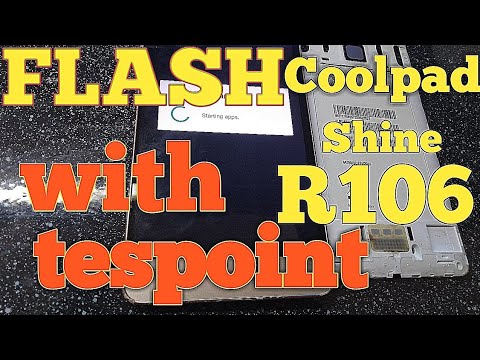 FLASH Coolpad
Shine
with R106
tespoint
Starting apps.